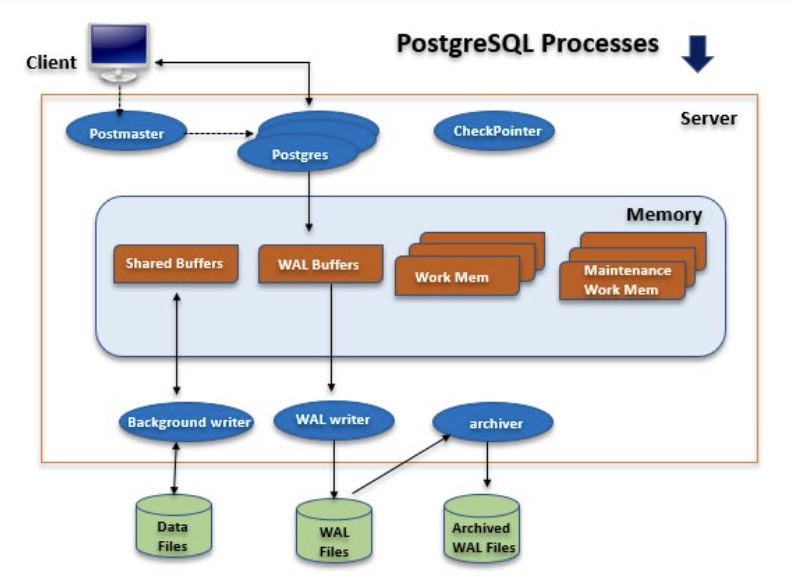 PostgreSQL Processes
Client
Server
Postmaster
Postgres
CheckPointer
Memory
Shared Buffers
WAL Buffers
Work Mem
Maintenance
Work Mem
Background writer
WAL writer
archiver
Data
Files
WAL
Files
Archived
WAL Files